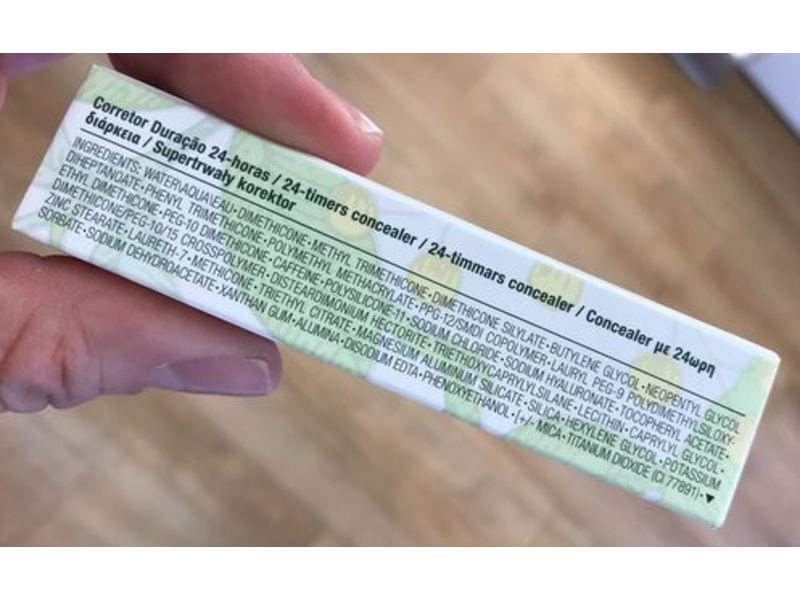 Corretor Duração 24-horas / 24-timers concealer / 24-timmars concealer / Concealer με 24ωρη
διάρκεια / Supertrwały korektor
INGREDIENTS: WATER\AQUA\EAU • DIMETHICONE • METHYL TRIMETHICONE • DIMETHICONE SILYLATE • BUTYLENE GLYCOL • NEOPENTYL GLYCOL
DIHEPTANOATE • PHENYL TRIMETHICONE • POLYMETHYL METHACRYLATE • PPG-12/SMDI COPOLYMER • LAURYL PEG-9 POLYDIMETHYLSILOXY-
ETHYL DIMETHICONE • PEG-10 DIMETHICONE • CAFFEINE • POLYSILICONE-11 • SODIUM CHLORIDE • SODIUM HYALURONATE • TOCOPHERYL ACETATE •
DIMETHICONE/PEG-10/15 CROSSPOLYMER • DISTEARDIMONIUM HECTORITE • TRIETHOXYCAPRYLYLSILANE • LECITHIN • CAPRYLYL GLYCOL •
ZINC STEARATE • LAURETH-7 • METHICONE • TRIETHYL CITRATE • MAGNESIUM ALUMINUM SILICATE • SILICA • HEXYLENE GLYCOL • POTASSIUM
SORBATE • SODIUM DEHYDROACETATE • XANTHAN GUM • ALUMINA • DISODIUM EDTA • PHENOXYETHANOL • [+/- MICA • TITANIUM DIOXIDE (CI 77891) • ▼